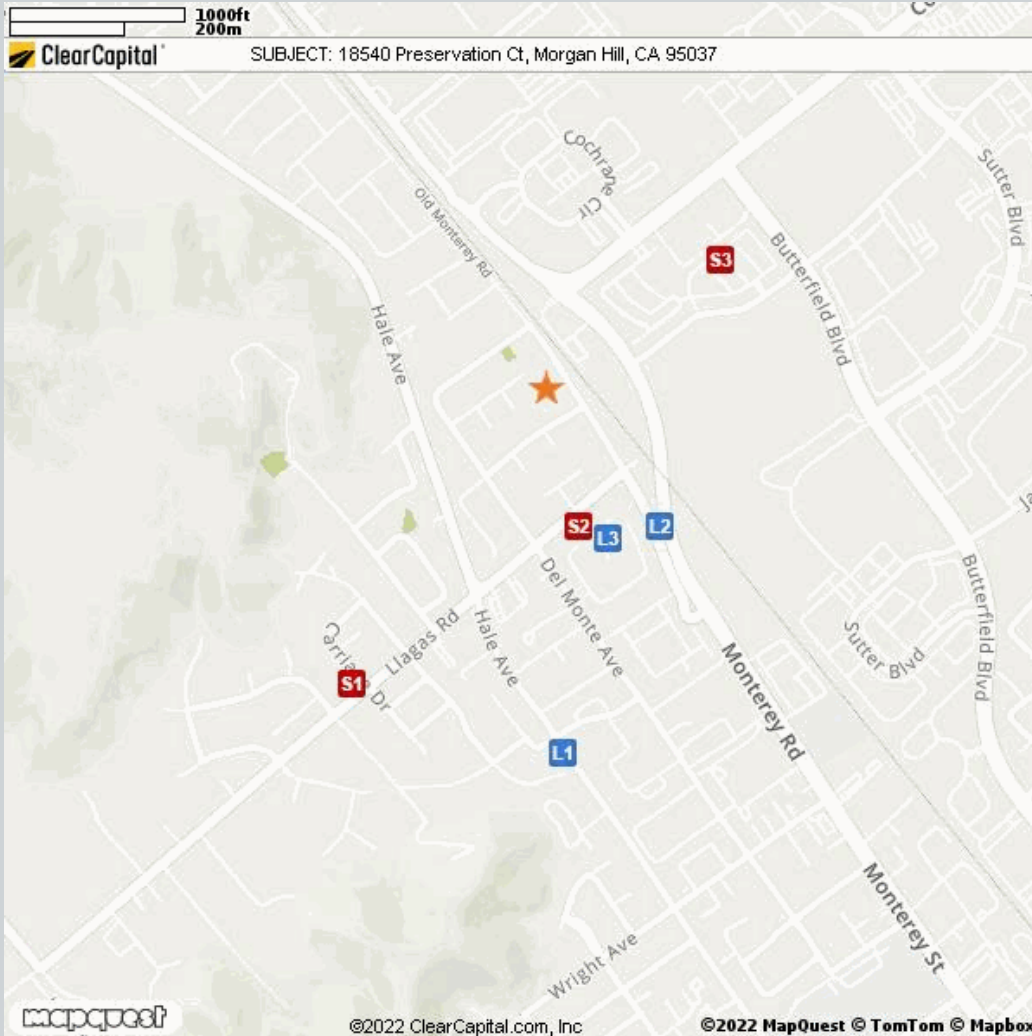 1000ft
200m
ClearCapital
SUBJECT: 18540 Preservation Ct, Morgan Hill, CA 95037
Cochrane Cir
Sutter Blvd
Old Monterey Rd
S3
Butterfield Blvd
Hale Ave
S2
L3
L2
Del Monte Ave
Butterfield Blvd
Hale Ave
Llagas Rd
Sutter Blvd
S1
Dr
Monterey Rd
L1
Monterey St
Wright Ave
mapquest
©2022 ClearCapital.com, Inc
©2022 MapQuest © TomTom © Mapbox